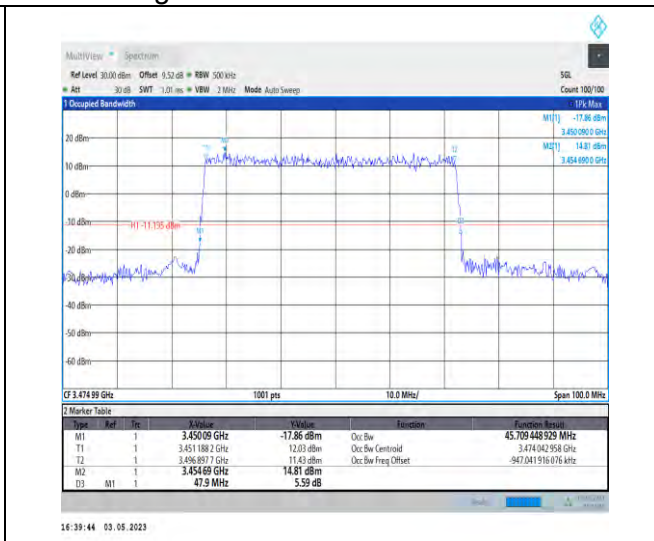 MultiView Spectrum
Ref Level 30.00 dBm Offset 9.52 dB RBW 500 kHz SGL
Att 30 dB SWT 1.01 ms VBW 2 MHz Mode Auto Sweep Count 100/100
1 Occupied Bandwidth 1Pk Max
M1[1] -17.86 dBm
3.450 090 0 GHz
20 dBm M2[1] 14.81 dBm
3.454 690 0 GHz
T2
10 dBm
0 dBm
-10 dBm
H1 -11.195 dBm
M1
-20 dBm
-30 dBm
-40 dBm
-50 dBm
-60 dBm
CF 3.474 99 GHz 1001 pts 10.0 MHz/ Span 100.0 MHz
2 Marker Table
Type Ref Trc X-Value Y-Value Function Function Result
M1 1 3.450 09 GHz -17.86 dBm Occ Bw 45.709 448 929 MHz
T1 1 3.451 188 2 GHz 12.03 dBm Occ Bw Centroid 3.474 042 958 GHz
T2 1 3.496 897 7 GHz 11.43 dBm Occ Bw Freq Offset -947.041 916 076 kHz
M2 1 3.454 69 GHz 14.81 dBm
D3 M1 1 47.9 MHz 5.59 dB
16:39:44 03.05.2023